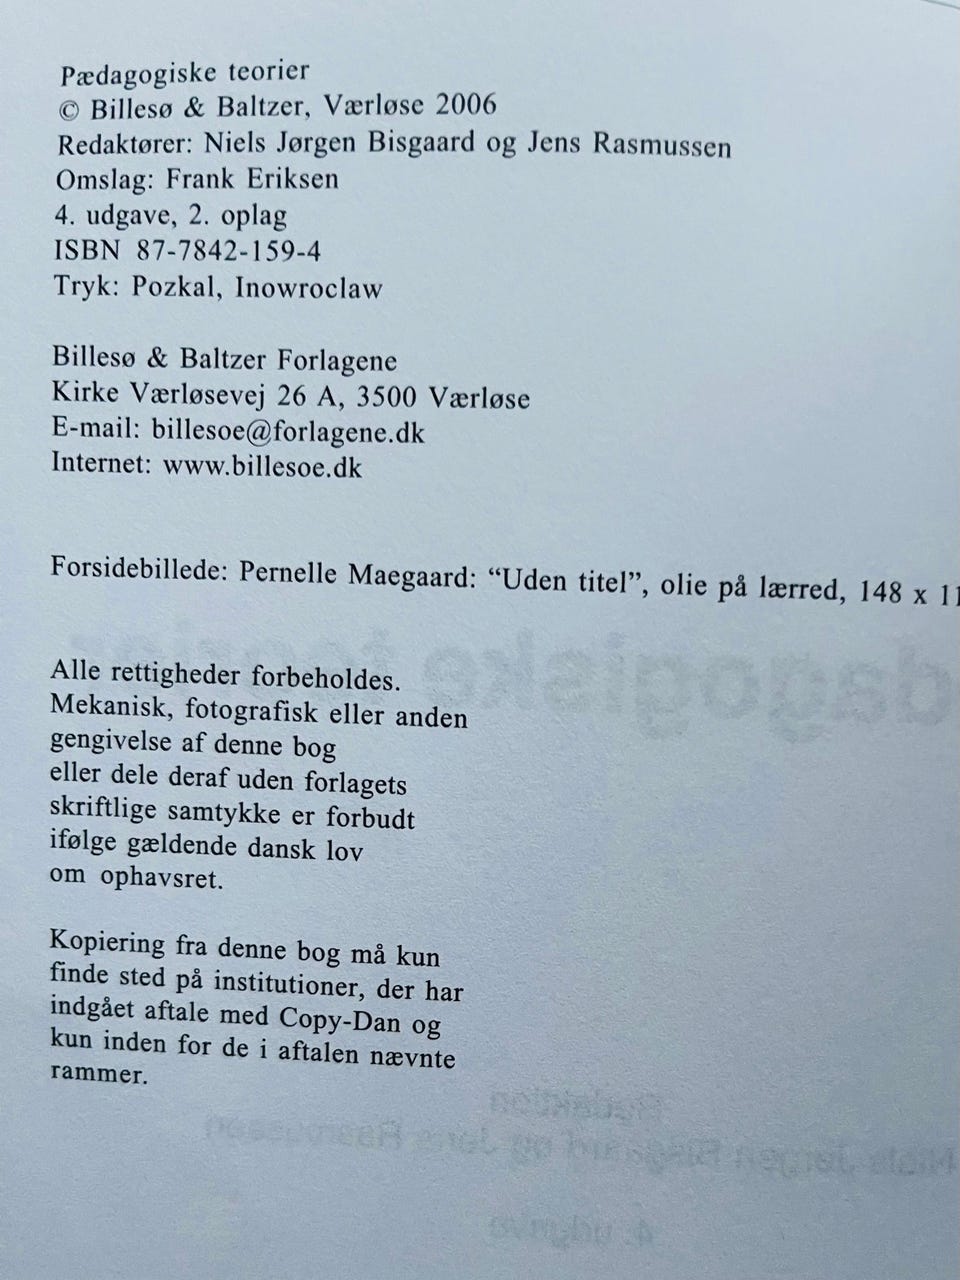 Pædagogiske teorier
© Billesø & Baltzer, Værløse 2006
Redaktører: Niels Jørgen Bisgaard og Jens Rasmussen
Omslag: Frank Eriksen
4. udgave, 2. oplag
ISBN 87-7842-159-4
Tryk: Pozkal, Inowroclaw
Billesø & Baltzer Forlagene
Kirke Værløsevej 26 A, 3500 Værløse
E-mail: billesoe@forlagene.dk
Internet: www.billesoe.dk
Forsidebillede: Pernelle Maegaard: “Uden titel”, olie på lærred, 148 x
Alle rettigheder forbeholdes.
Mekanisk, fotografisk eller anden
gengivelse af denne bog
eller dele deraf uden forlagets
skriftlige samtykke er forbudt
ifølge gældende dansk lov
om ophavsret.
Kopiering fra denne bog må kun
finde sted på institutioner, der har
indgået aftale med Copy-Dan og
kun inden for de i aftalen nævnte
rammer.